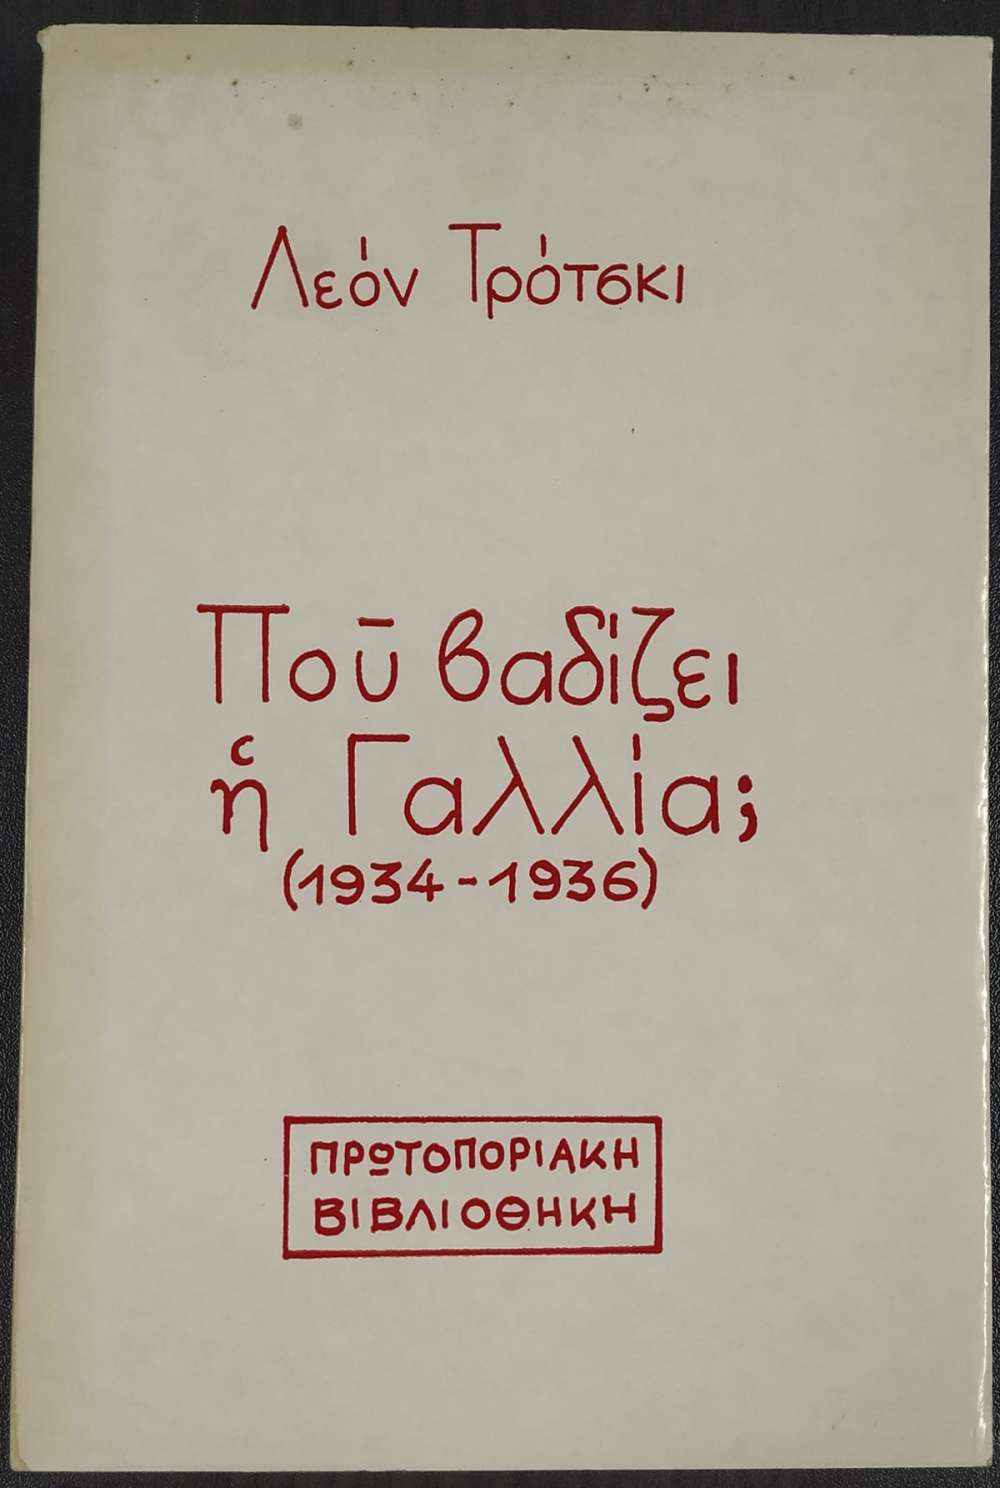 Λεόν Τρότσκι
Ποῦ βαδίζει
ἡ Γαλλία;
(1934-1936)
ΠΡΩΤΟΠΟΡΙΑΚΗ
ΒΙΒΛΙΟΘΗΚΗ